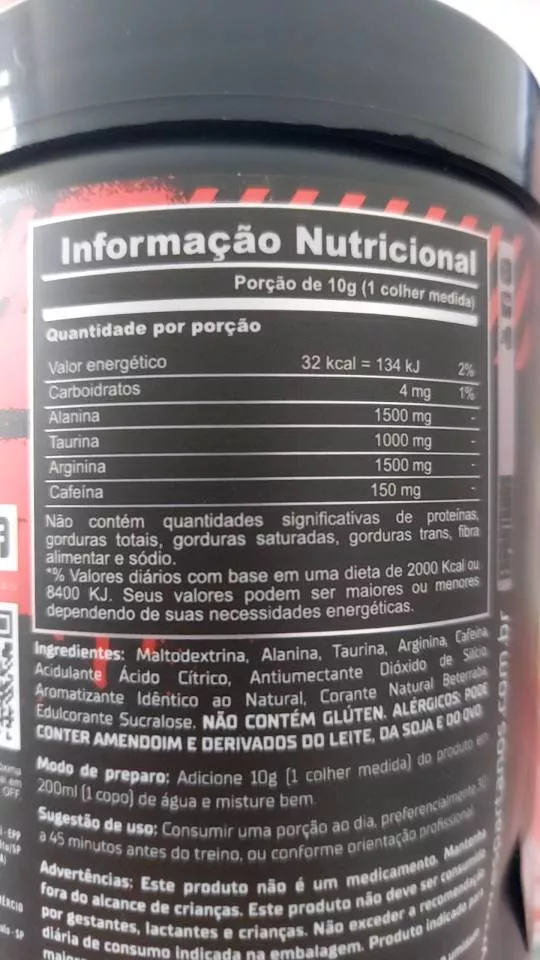 Informação Nutricional
Porção de 10g (1 colher medida)
Quantidade por porção
Valor energético 32 kcal = 134 kJ 2%
Carboidratos 4 mg 1%
Alanina 1500 mg -
Taurina 1000 mg -
Arginina 1500 mg -
Cafeína 150 mg -
Não contém quantidades significativas de proteínas,
gorduras totais, gorduras saturadas, gorduras trans, fibra
alimentar e sódio.
*% Valores diários com base em uma dieta de 2000 Kcal ou
8400 KJ. Seus valores podem ser maiores ou menores
dependendo de suas necessidades energéticas.
Ingredientes: Maltodextrina, Alanina, Taurina, Arginina, Cafeína,
Acidulante Ácido Cítrico, Antiumectante Dióxido de Silício,
Aromatizante Idêntico ao Natural, Corante Natural Beterraba,
Edulcorante Sucralose. NÃO CONTÉM GLÚTEN. ALÉRGICOS: PODE
CONTER AMENDOIM E DERIVADOS DO LEITE, DA SOJA E DO OVO.
Modo de preparo: Adicione 10g (1 colher medida) do produto em
200ml (1 copo) de água e misture bem.
Sugestão de uso: Consumir uma porção ao dia, preferencialmente 30
a 45 minutos antes do treino, ou conforme orientação profissional.
Advertências: Este produto não é um medicamento. Mantenha
fora do alcance de crianças. Este produto não deve ser consumido
por gestantes, lactantes e crianças. Não exceder a recomendação
diária de consumo indicada na embalagem. Produto indicado para